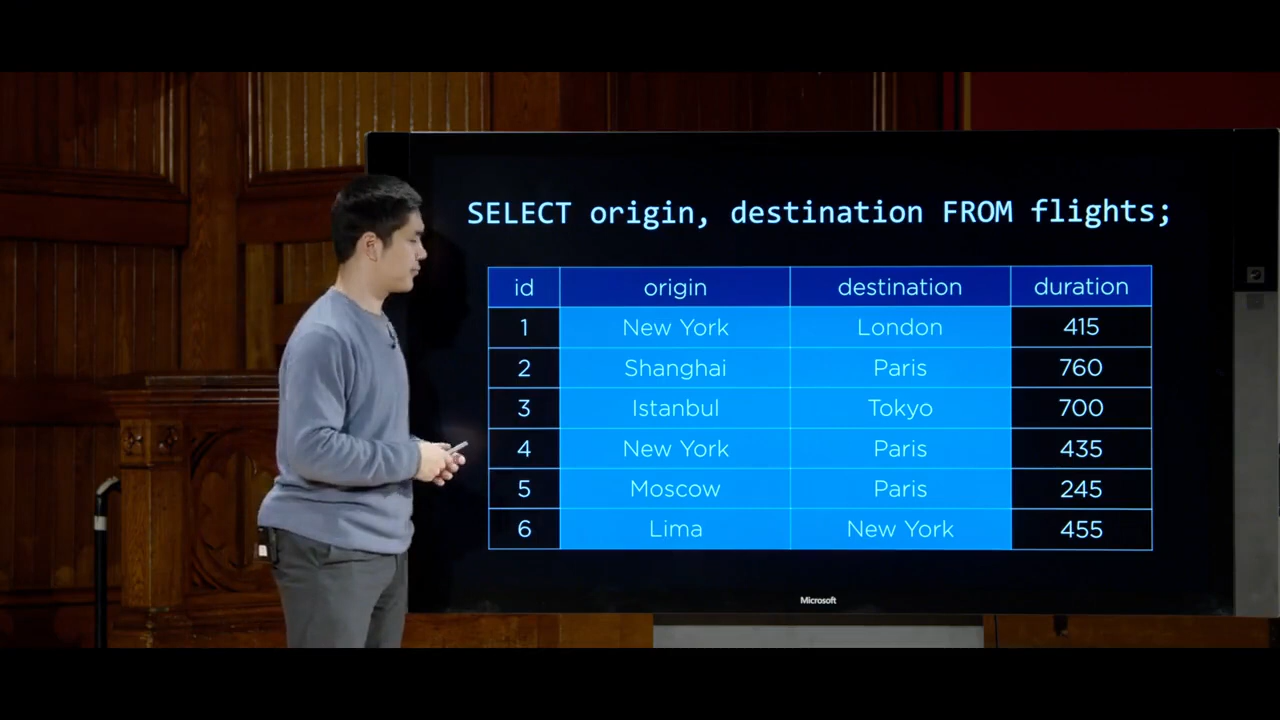 SELECT origin, destination FROM flights;
id origin destination duration
1 New York London 415
2 Shanghai Paris 760
3 Istanbul Tokyo 700
4 New York Paris 435
5 Moscow Paris 245
6 Lima New York 455
Microsoft